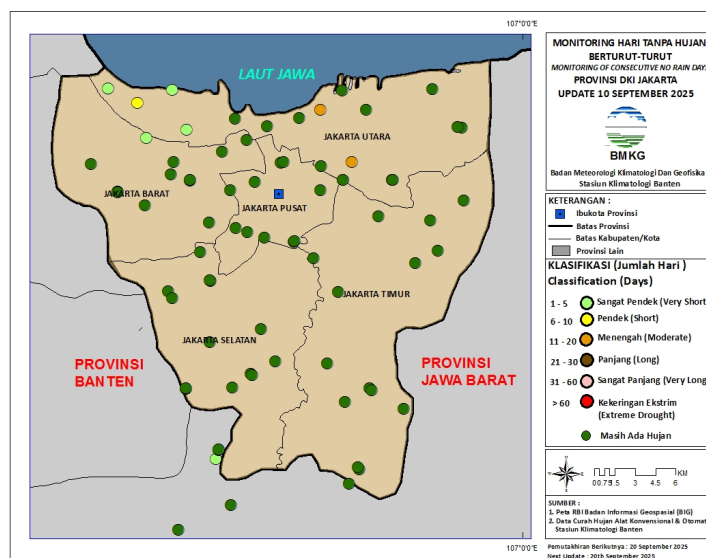 107°0'0"E
LAUT JAWA
JAKARTA UTARA
JAKARTA BARAT
JAKARTA PUSAT
JAKARTA TIMUR
JAKARTA SELATAN
PROVINSI
BANTEN
PROVINSI
JAWA BARAT
107°0'0"E
MONITORING HARI TANPA HUJAN
BERTURUT-TURUT
MONITORING OF CONSECUTIVE NO RAIN DAYS
PROVINSI DKI JAKARTA
UPDATE 10 SEPTEMBER 2025
BMKG
Badan Meteorologi Klimatologi Dan Geofisika
Stasiun Klimatologi Banten
KETERANGAN :
Ibukota Provinsi
Batas Provinsi
Batas Kabupaten/Kota
Provinsi Lain
KLASIFIKASI (Jumlah Hari )
Classification (Days)
1 - 5 Sangat Pendek (Very Short
6 - 10 Pendek (Short)
11 - 20 Menengah (Moderate)
21 - 30 Panjang (Long)
31 - 60 Sangat Panjang (Very Long
> 60 Kekeringan Ekstrim
(Extreme Drought)
Masih Ada Hujan
KM
0 0.75 1.5 3 4.5 6
SUMBER :
1. Peta RBI Badan Informasi Geospasial (BIG)
2. Data Curah Hujan Alat Konvensional & Otomat
Stasiun Klimatologi Banten
Pemutakhiran Berikutnya : 20 September 2025
Next Update : 20th September 2025